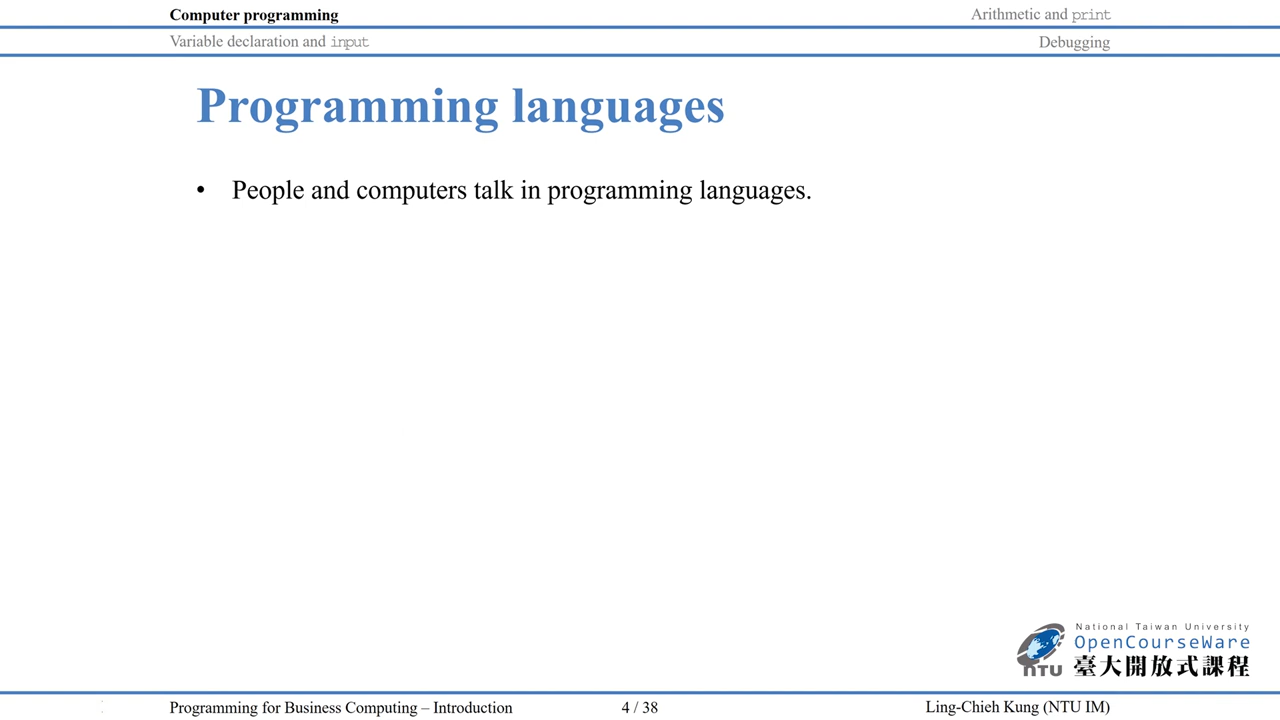 Computer programming
Arithmetic and print
Variable declaration and input
Debugging
Programming languages
• People and computers talk in programming languages.
National Taiwan University
OpenCourseWare
臺大開放式課程
NTU
Programming for Business Computing – Introduction
4 / 38
Ling-Chieh Kung (NTU IM)